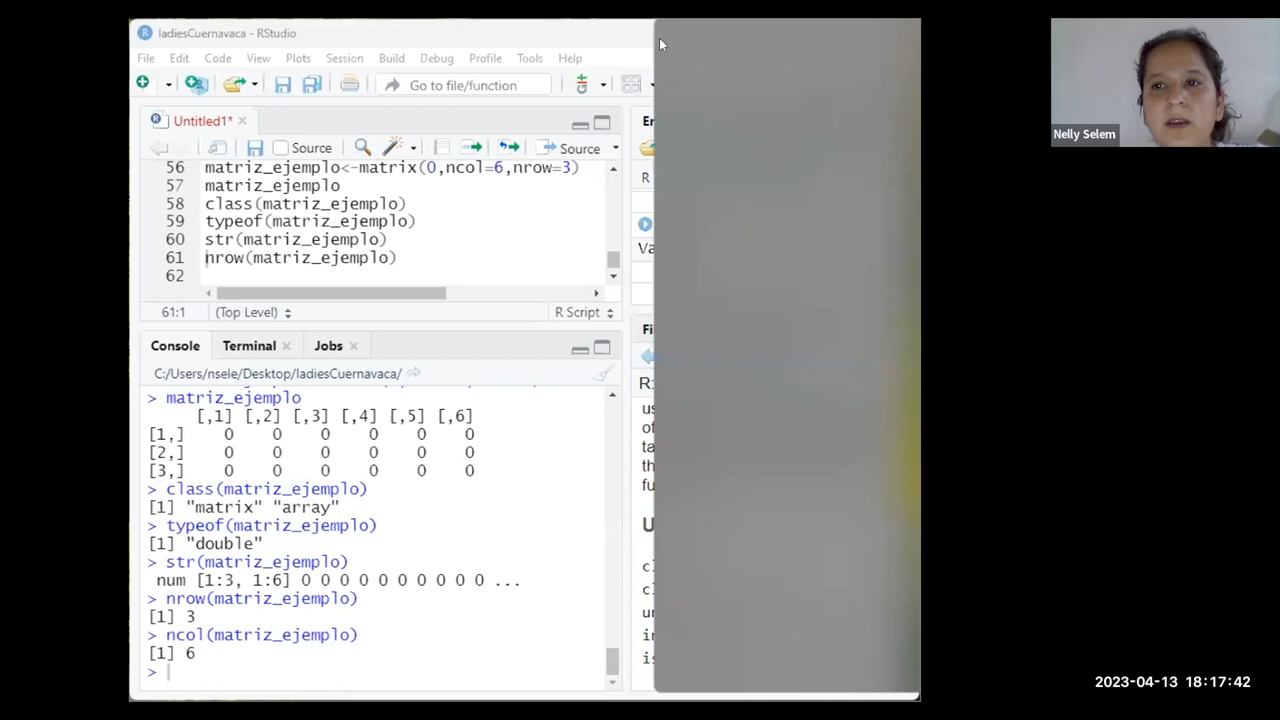 ladiesCuernavaca - RStudio
File Edit Code View Plots Session Build Debug Profile Tools Help
Go to file/function
Untitled1*
Source
Source
56 matriz_ejemplo<-matrix(0,ncol=6,nrow=3)
57 matriz_ejemplo
58 class(matriz_ejemplo)
59 typeof(matriz_ejemplo)
60 str(matriz_ejemplo)
61 nrow(matriz_ejemplo)
62
61:1 (Top Level) R Script
Console Terminal Jobs
C:/Users/nsele/Desktop/ladiesCuernavaca/
> matriz_ejemplo
[,1] [,2] [,3] [,4] [,5] [,6]
[1,] 0 0 0 0 0 0
[2,] 0 0 0 0 0 0
[3,] 0 0 0 0 0 0
> class(matriz_ejemplo)
[1] "matrix" "array"
> typeof(matriz_ejemplo)
[1] "double"
> str(matriz_ejemplo)
num [1:3, 1:6] 0 0 0 0 0 0 0 0 0 0 ...
> nrow(matriz_ejemplo)
[1] 3
> ncol(matriz_ejemplo)
[1] 6
>
R
Va
R:
us
of
ta
th
fu
U
Nelly Selem
2023-04-13 18:17:42